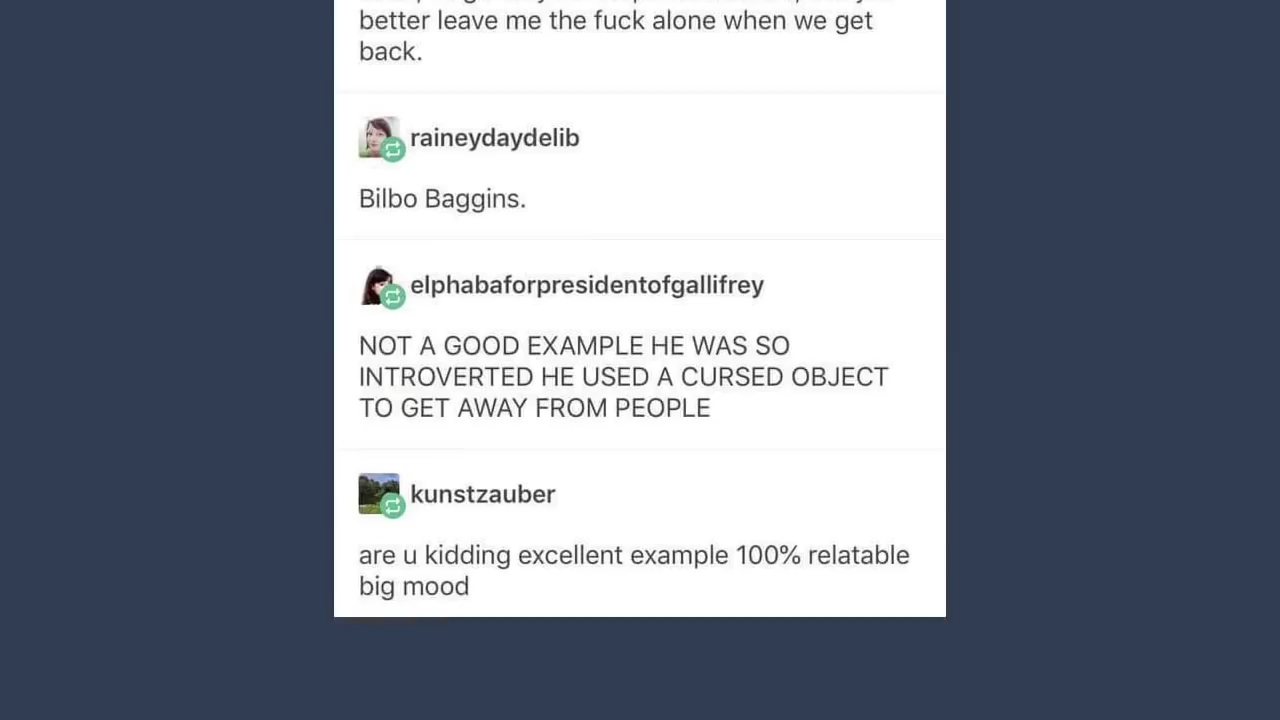 better leave me the fuck alone when we get
back.
raineydaydelib
Bilbo Baggins.
elphabaforpresidentofgallifrey
NOT A GOOD EXAMPLE HE WAS SO
INTROVERTED HE USED A CURSED OBJECT
TO GET AWAY FROM PEOPLE
kunstzauber
are u kidding excellent example 100% relatable
big mood